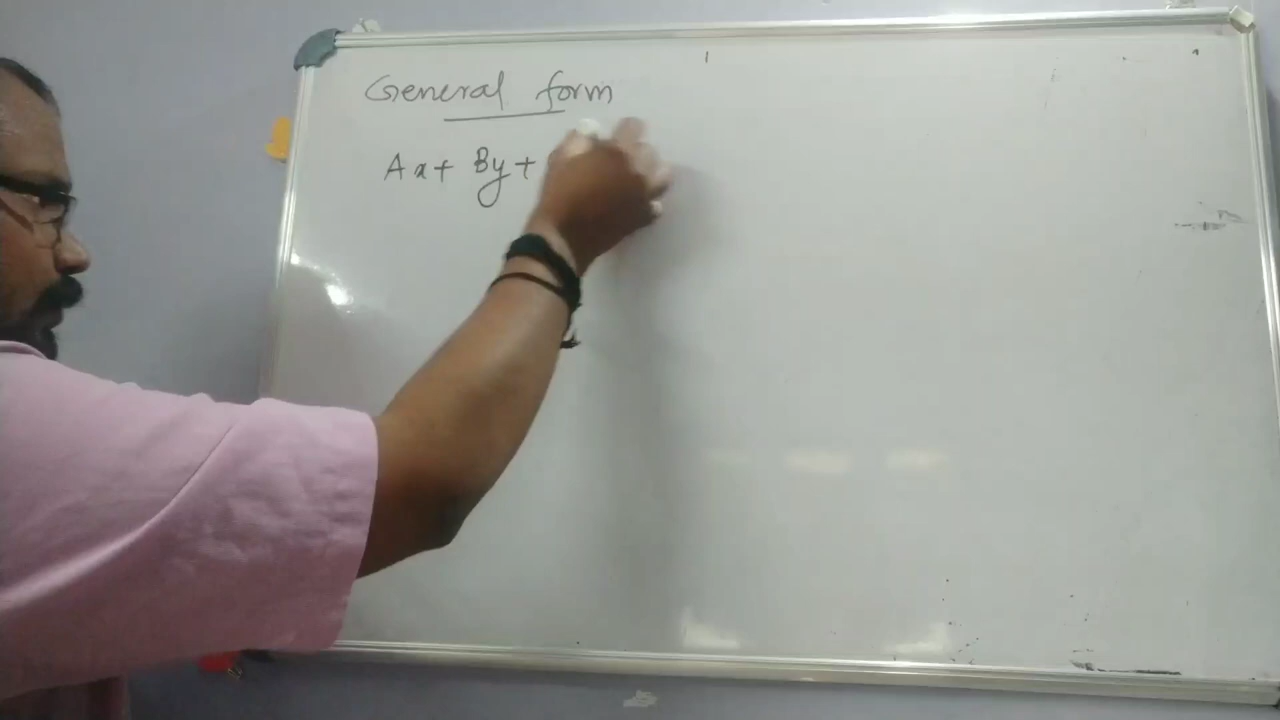 General form
Ax + By +